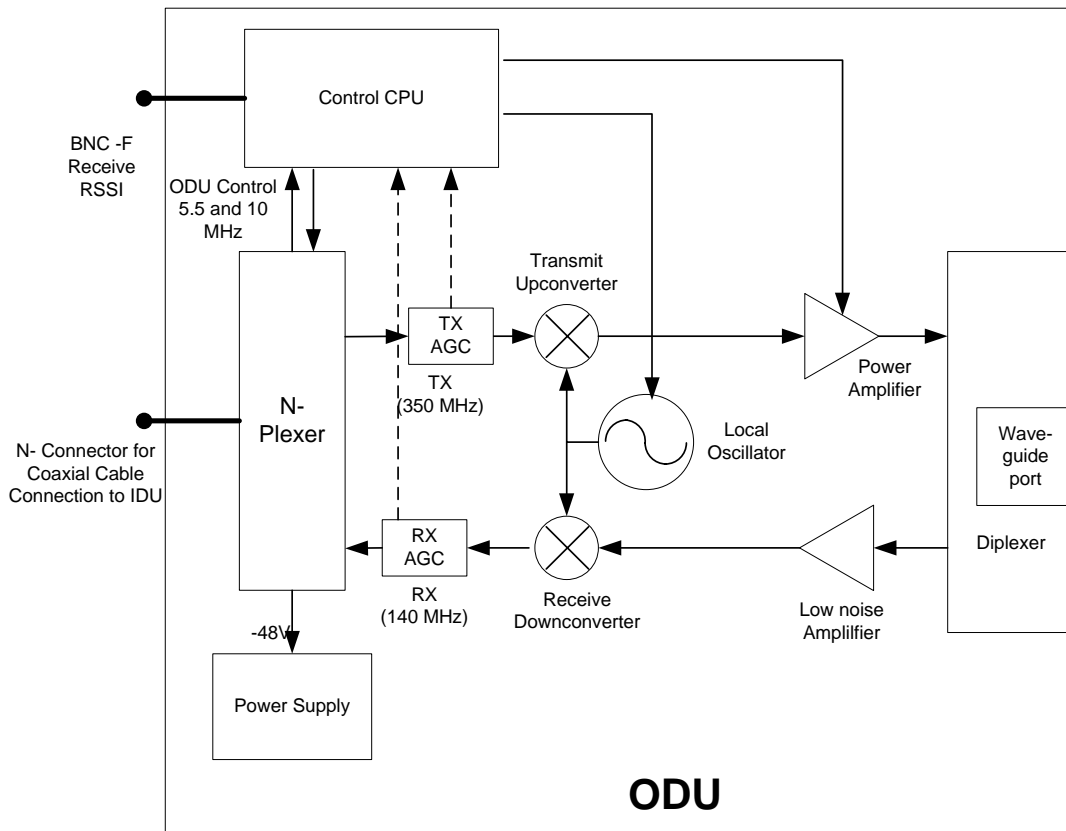 Control CPU
BNC -F
Receive
RSSI
ODU Control
5.5 and 10
MHz
Transmit
Upconverter
TX
AGC
TX
(350 MHz)
Power
Amplifier
N-
Plexer
Local
Oscillator
Wave-
guide
port
N- Connector for
Coaxial Cable
Connection to IDU
RX
AGC
RX
(140 MHz)
Receive
Downconverter
Diplexer
Low noise
Amplilfier
-48V
Power Supply
ODU